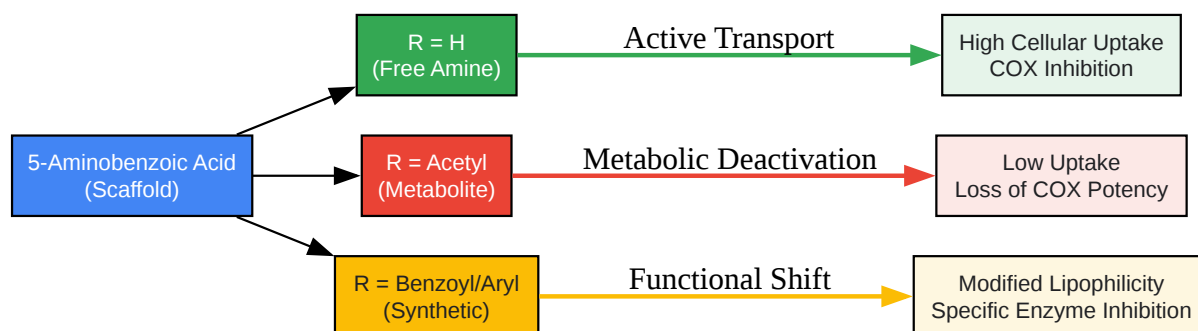 R = H
(Free Amine)
Active Transport
High Cellular Uptake
COX Inhibition
5-Aminobenzoic Acid
(Scaffold)
R = Acetyl
(Metabolite)
Metabolic Deactivation
Low Uptake
Loss of COX Potency
R = Benzoyl/Aryl
(Synthetic)
Functional Shift
Modified Lipophilicity
Specific Enzyme Inhibition